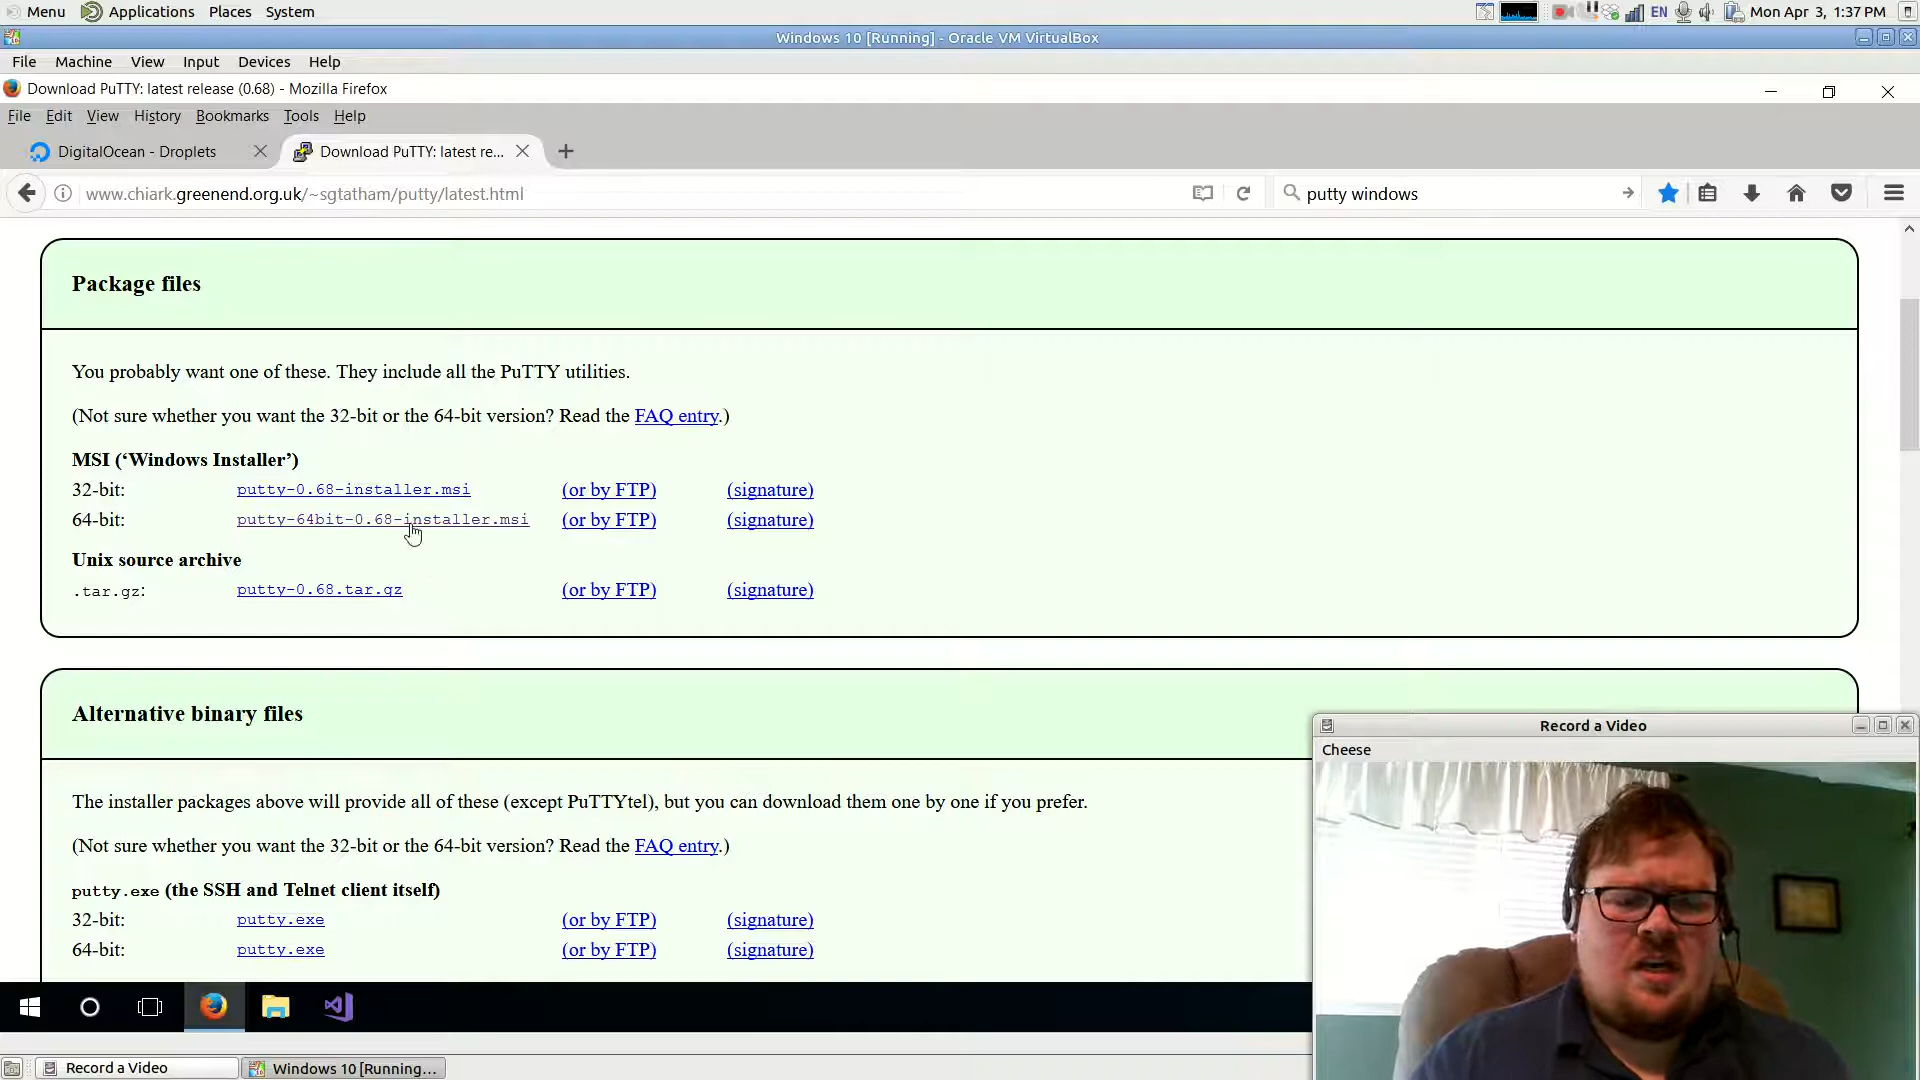 Menu Applications Places System EN Mon Apr 3, 1:37 PM
Windows 10 [Running] - Oracle VM VirtualBox
File Machine View Input Devices Help
Download PuTTY: latest release (0.68) - Mozilla Firefox
File Edit View History Bookmarks Tools Help
DigitalOcean - Droplets Download PuTTY: latest re...
www.chiark.greenend.org.uk/~sgtatham/putty/latest.html putty windows
Package files
You probably want one of these. They include all the PuTTY utilities.
(Not sure whether you want the 32-bit or the 64-bit version? Read the FAQ entry.)
MSI (‘Windows Installer’)
32-bit: putty-0.68-installer.msi (or by FTP) (signature)
64-bit: putty-64bit-0.68-installer.msi (or by FTP) (signature)
Unix source archive
.tar.gz: putty-0.68.tar.gz (or by FTP) (signature)
Alternative binary files
The installer packages above will provide all of these (except PuTTYtel), but you can download them one by one if you prefer.
(Not sure whether you want the 32-bit or the 64-bit version? Read the FAQ entry.)
putty.exe (the SSH and Telnet client itself)
32-bit: putty.exe (or by FTP) (signature)
64-bit: putty.exe (or by FTP) (signature)
Record a Video
Cheese
Record a Video Windows 10 [Running...